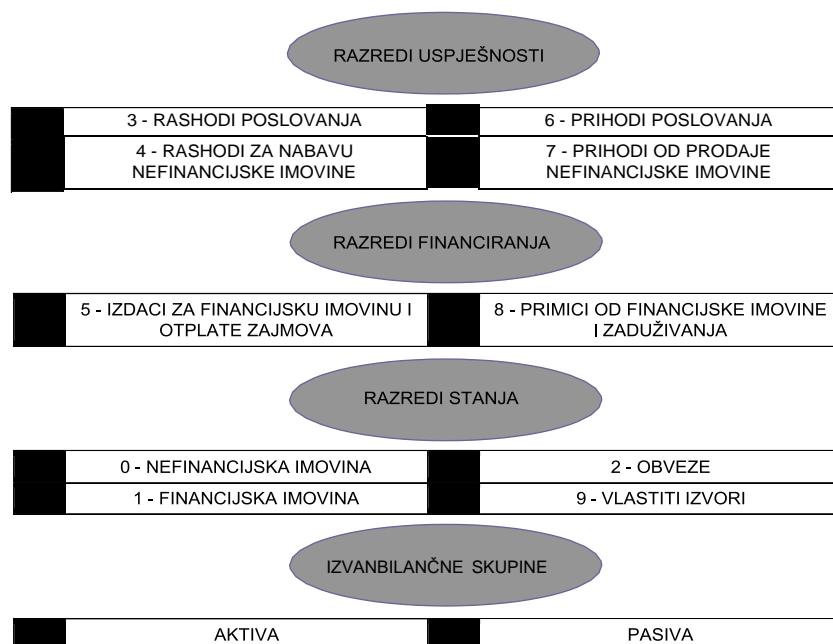 RAZREDI USPJEŠNOSTI
3 - RASHODI POSLOVANJA
6 - PRIHODI POSLOVANJA
4 - RASHODI ZA NABAVU
NEFINANCIJSKE IMOVINE
7 - PRIHODI OD PRODAJE
NEFINANCIJSKE IMOVINE
RAZREDI FINANCIRANJA
5 - IZDACI ZA FINANCIJSKU IMOVINU I
OTPLATE ZAJMOVA
8 - PRIMICI OD FINANCIJSKE IMOVINE
I ZADUŽIVANJA
RAZREDI STANJA
0 - NEFINANCIJSKA IMOVINA
2 - OBVEZE
1 - FINANCIJSKA IMOVINA
9 - VLASTITI IZVORI
IZVANBILANČNE SKUPINE
AKTIVA
PASIVA